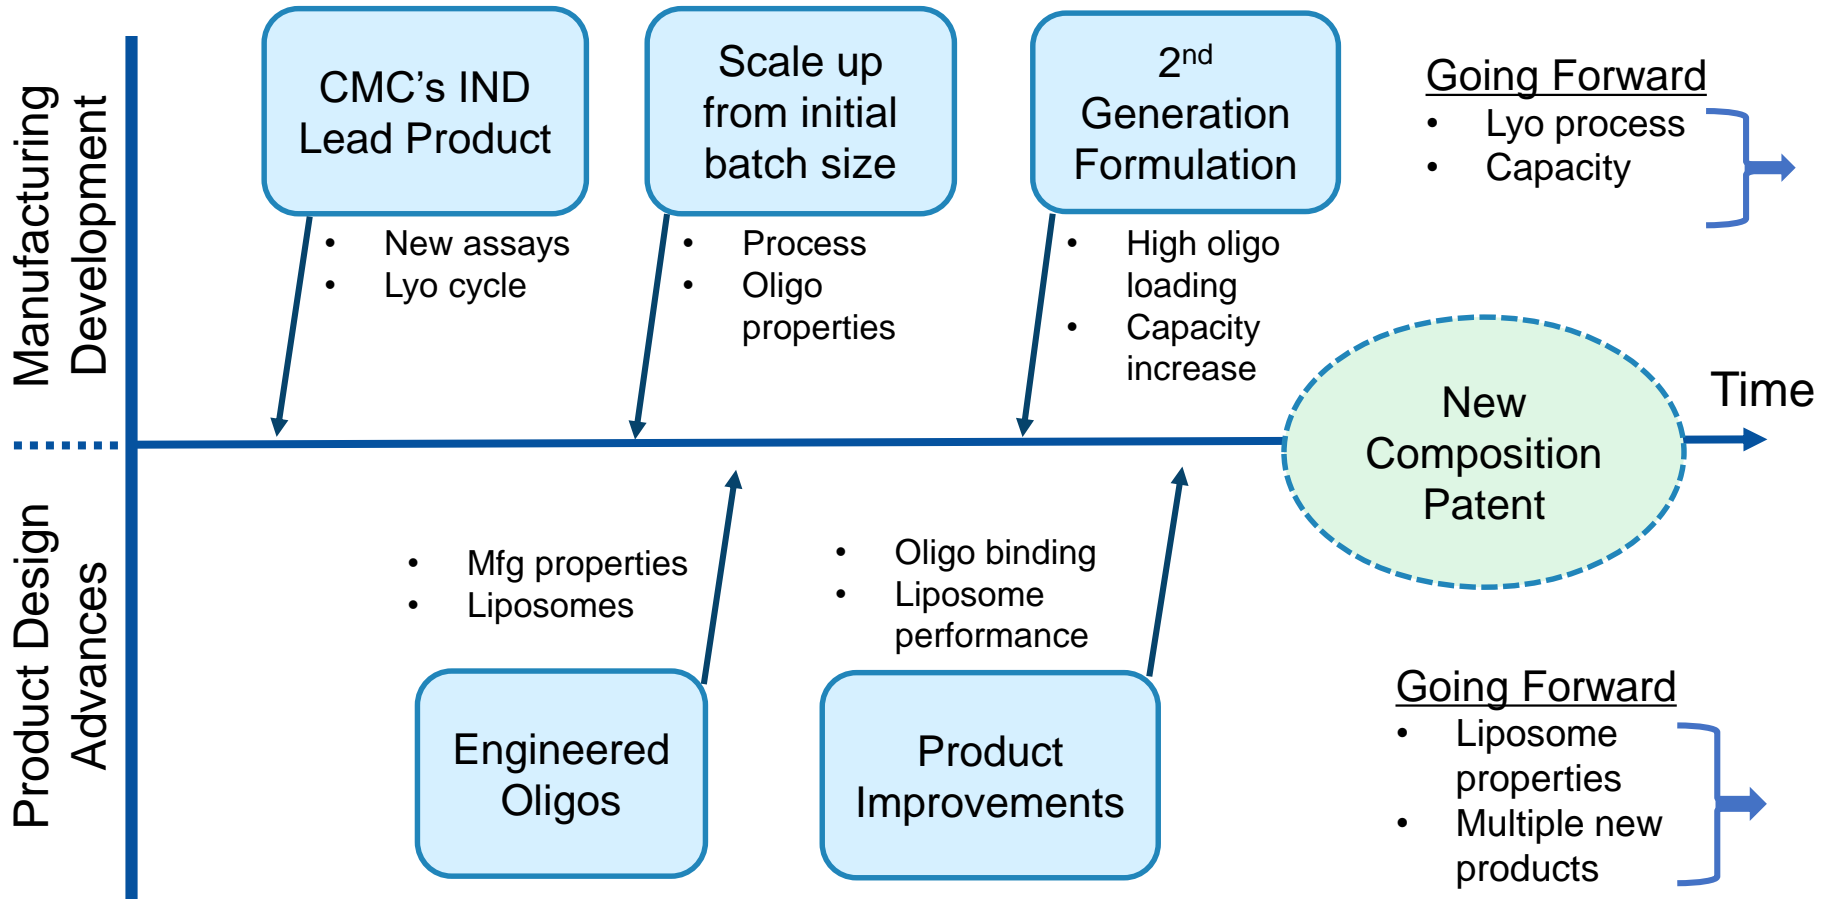 Manufacturing
Development
CMC's IND
Lead Product
• New assays
• Lyo cycle
Scale up
from initial
batch size
• Process
• Oligo
properties
2nd
Generation
Formulation
• High oligo
loading
• Capacity
increase
Going Forward
• Lyo process
• Capacity
New
Composition
Patent
Time
Product Design
Advances
• Mfg properties
• Liposomes
Engineered
Oligos
• Oligo binding
• Liposome
performance
Product
Improvements
Going Forward
• Liposome
properties
• Multiple new
products